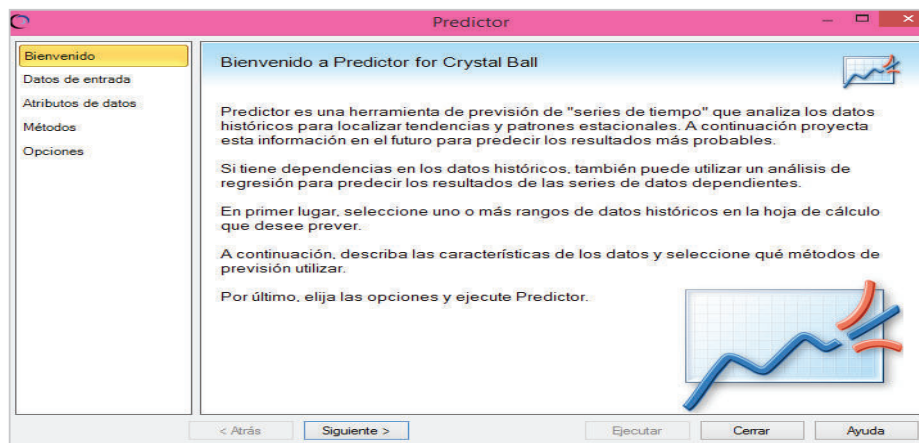 Predictor
Bienvenido
Datos de entrada
Atributos de datos
Métodos
Opciones
Bienvenido a Predictor for Crystal Ball
Predictor es una herramienta de previsión de "series de tiempo" que analiza los datos
históricos para localizar tendencias y patrones estacionales. A continuación proyecta
esta información en el futuro para predecir los resultados más probables.
Si tiene dependencias en los datos históricos, también puede utilizar un análisis de
regresión para predecir los resultados de las series de datos dependientes.
En primer lugar, seleccione uno o más rangos de datos históricos en la hoja de cálculo
que desee prever.
A continuación, describa las características de los datos y seleccione qué métodos de
previsión utilizar.
Por último, elija las opciones y ejecute Predictor.
< Atrás
Siguiente >
Ejecutar
Cerrar
Ayuda